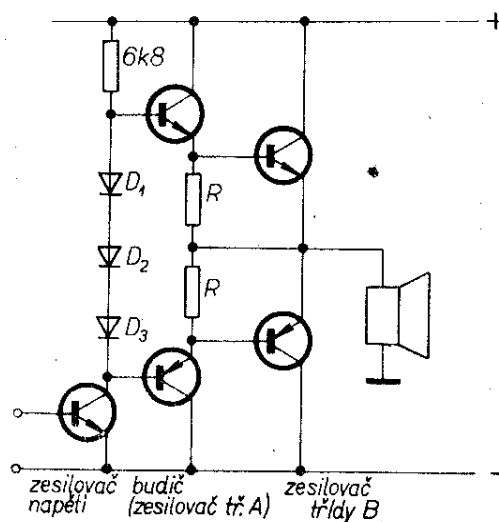 +
6k8
D1
R
D2
R
D3
-
zesilovač napětí
budič (zesilovač tř. A)
zesilovač třídy B